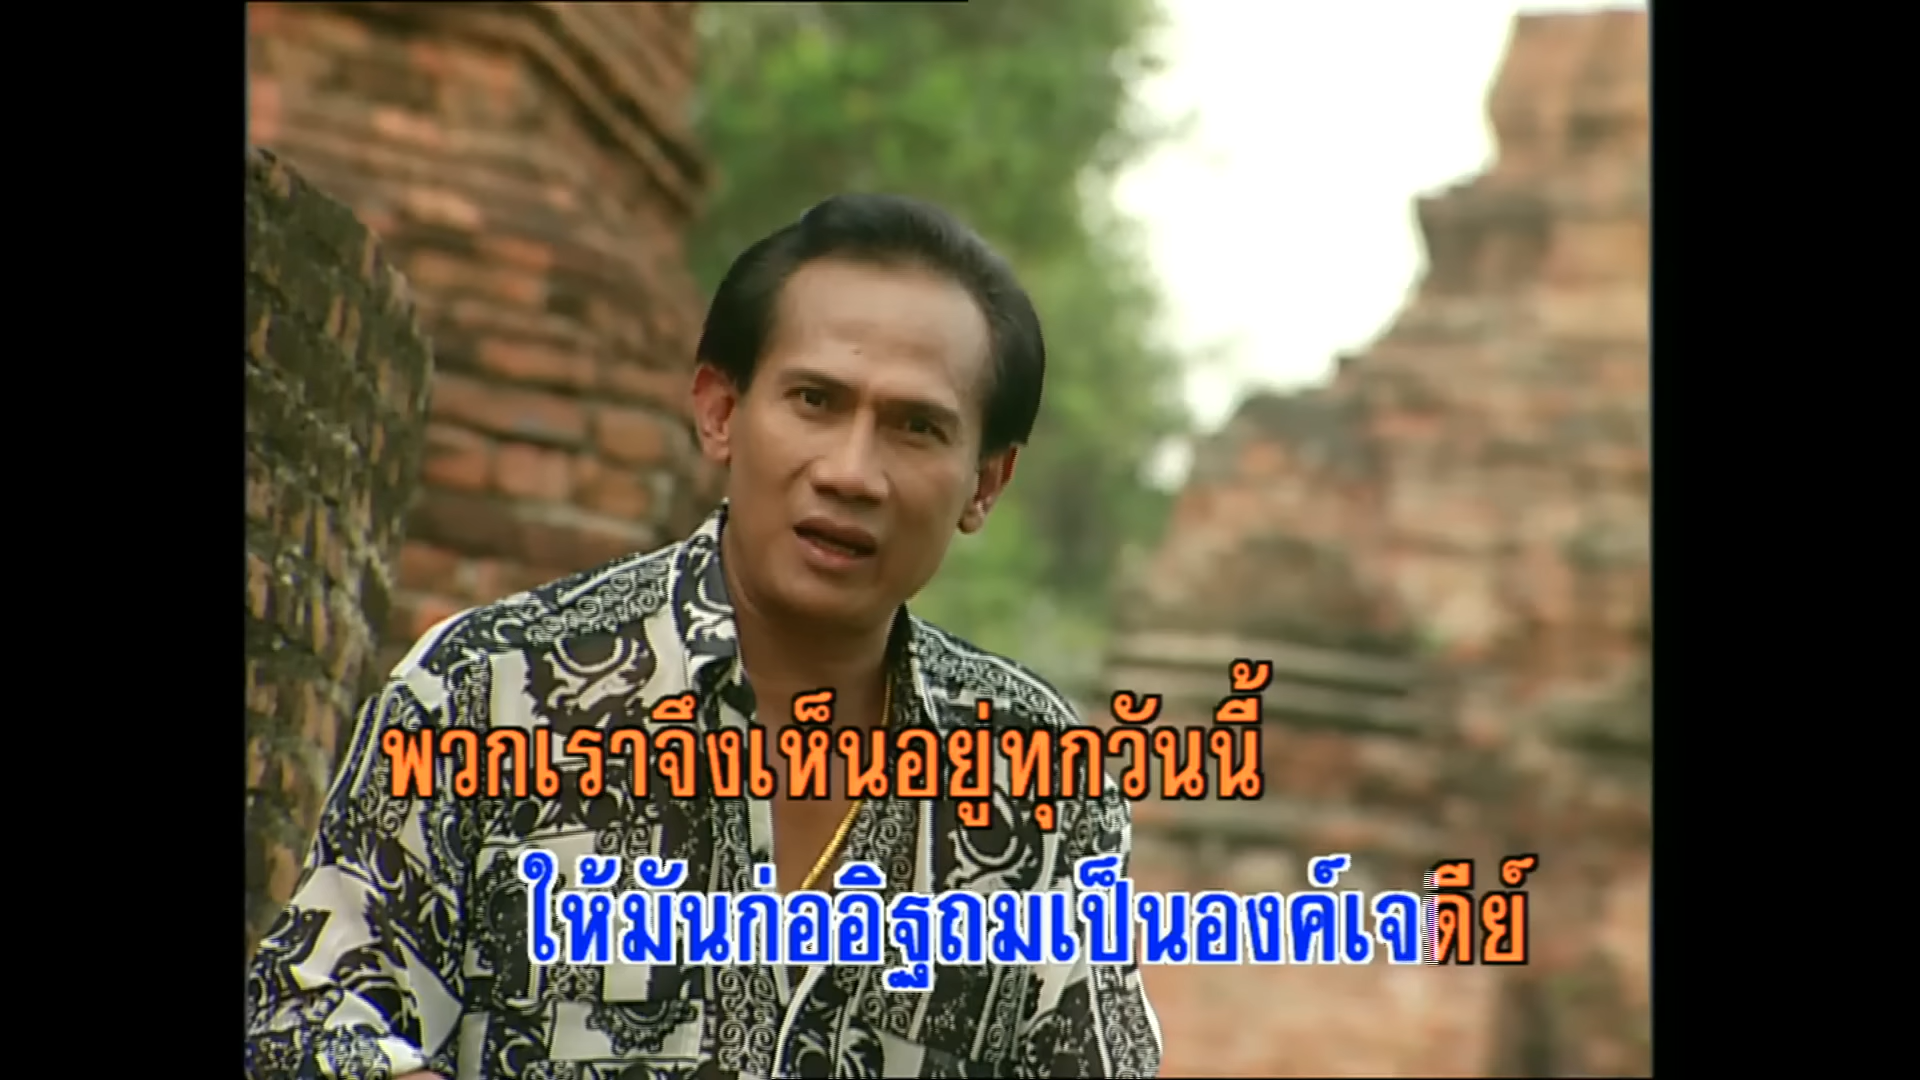 พวกเราจึงเห็นอยู่ทุกวันนี้
ให้มันก่ออิฐถมเป็นองค์เจดีย์